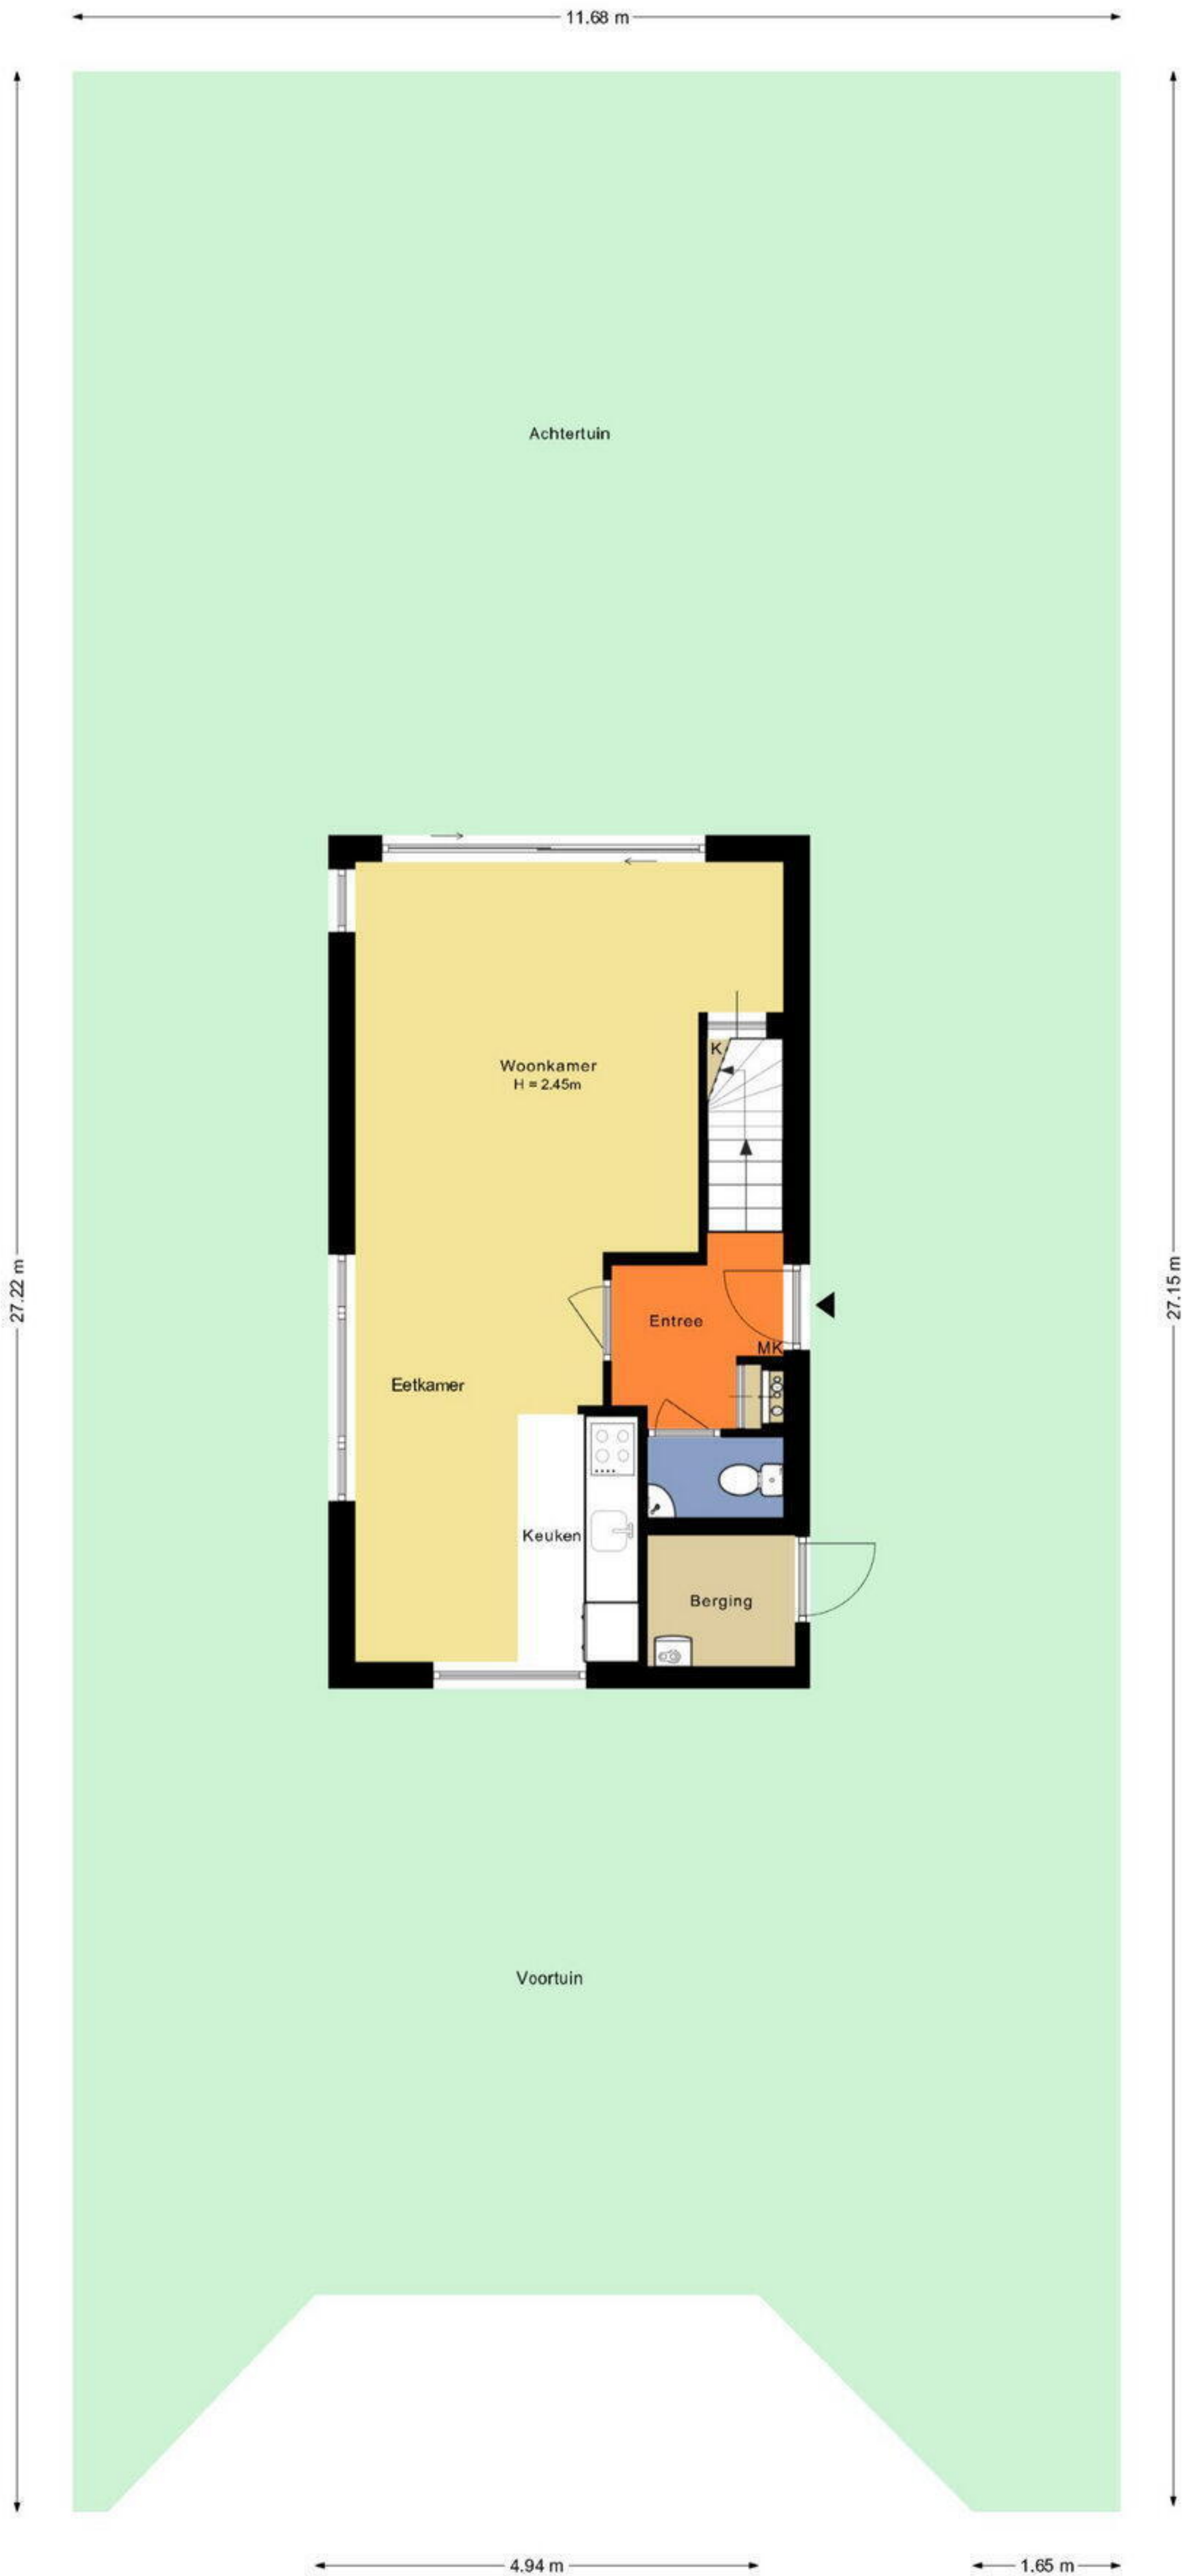 11.68 m
Achtertuin
Woonkamer
H = 2.45m
K
27.22 m
27.15 m
Entree
MK
Eetkamer
Keuken
Berging
Voortuin
4.94 m
1.65 m